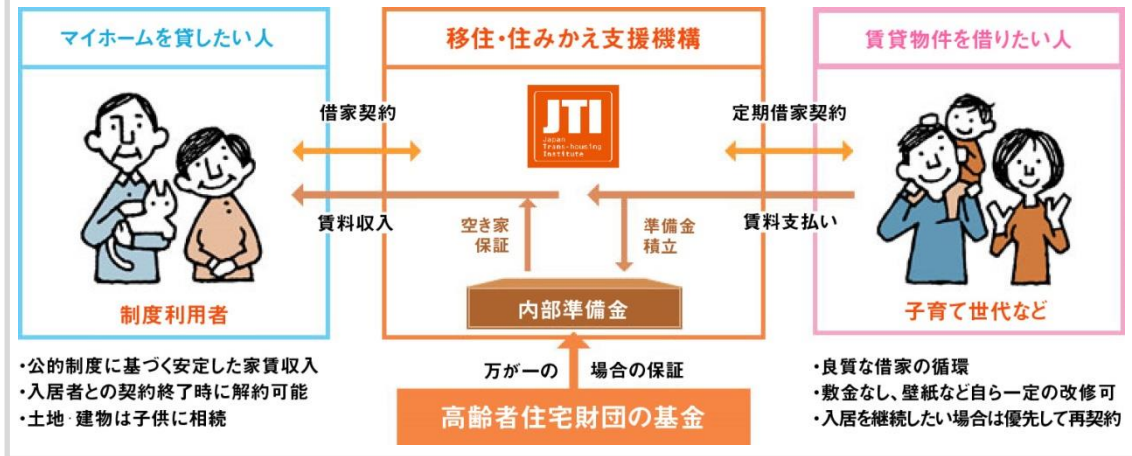 マイホームを貸したい人
移住・住みかえ支援機構
賃貸物件を借りたい人
借家契約
JTI
Japan
Trans-housing
Institute
定期借家契約
賃料収入
空き家
保証
準備金
積立
賃料支払い
制度利用者
内部準備金
子育て世代など
・公的制度に基づく安定した家賃収入
・入居者との契約終了時に解約可能
・土地・建物は子供に相続
万が一の 場合の保証
高齢者住宅財団の基金
・良質な借家の循環
・敷金なし、壁紙など自ら一定の改修可
・入居を継続したい場合は優先して再契約